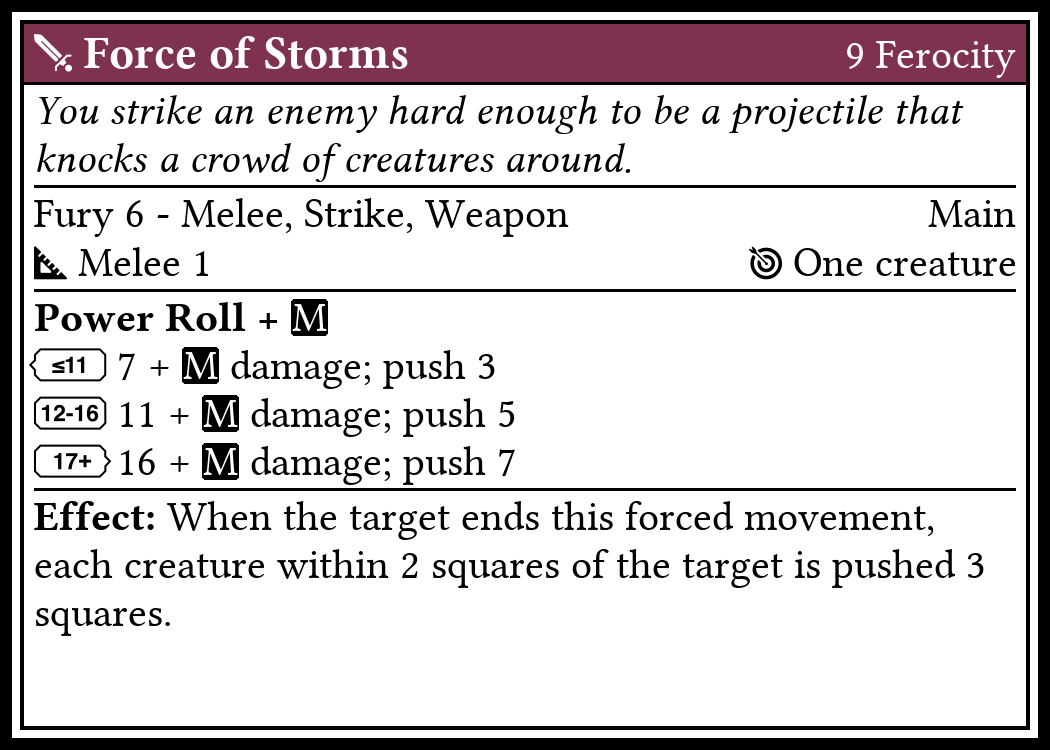 Force of Storms 9 Ferocity
You strike an enemy hard enough to be a projectile that
knocks a crowd of creatures around.
Fury 6 - Melee, Strike, Weapon Main
Melee 1 One creature
Power Roll + M
≤11 7 + M damage; push 3
12-16 11 + M damage; push 5
17+ 16 + M damage; push 7
Effect: When the target ends this forced movement,
each creature within 2 squares of the target is pushed 3
squares.